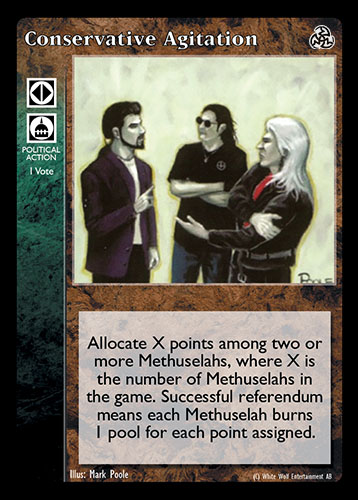 Conservative Agitation
POLITICAL
ACTION
1 Vote
POOLE
Allocate X points among two or
more Methuselahs, where X is
the number of Methuselahs in
the game. Successful referendum
means each Methuselah burns
1 pool for each point assigned.
Illus: Mark Poole
(C) White Wolf Entertainment AB